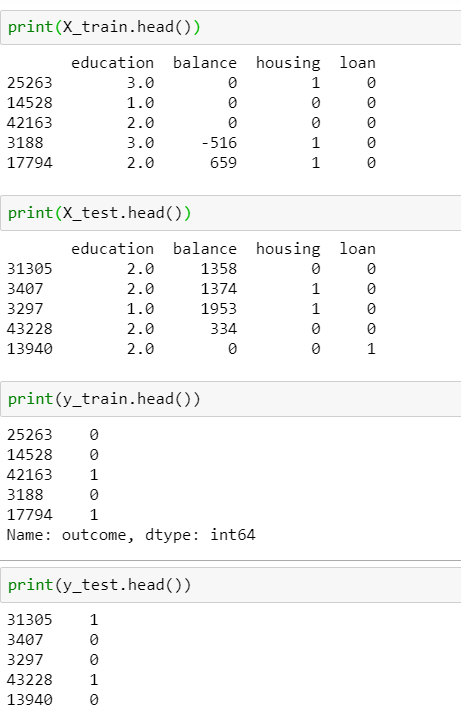 print(X_train.head())
       education  balance  housing  loan
25263        3.0        0        1     0
14528        1.0        0        0     0
42163        2.0        0        0     0
3188         3.0     -516        1     0
17794        2.0      659        1     0
print(X_test.head())
       education  balance  housing  loan
31305        2.0     1358        0     0
3407         2.0     1374        1     0
3297         1.0     1953        1     0
43228        2.0      334        0     0
13940        2.0        0        0     1
print(y_train.head())
25263    0
14528    0
42163    1
3188     0
17794    1
Name: outcome, dtype: int64
print(y_test.head())
31305    1
3407     0
3297     0
43228    1
13940    0